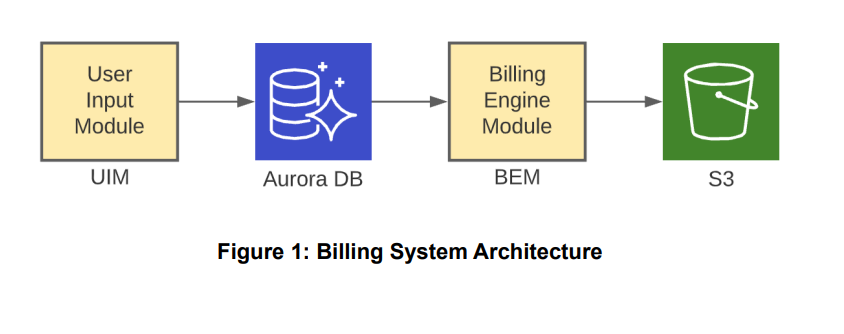 User
Input
Module
UIM
Aurora DB
Billing
Engine
Module
BEM
S3
Figure 1: Billing System Architecture